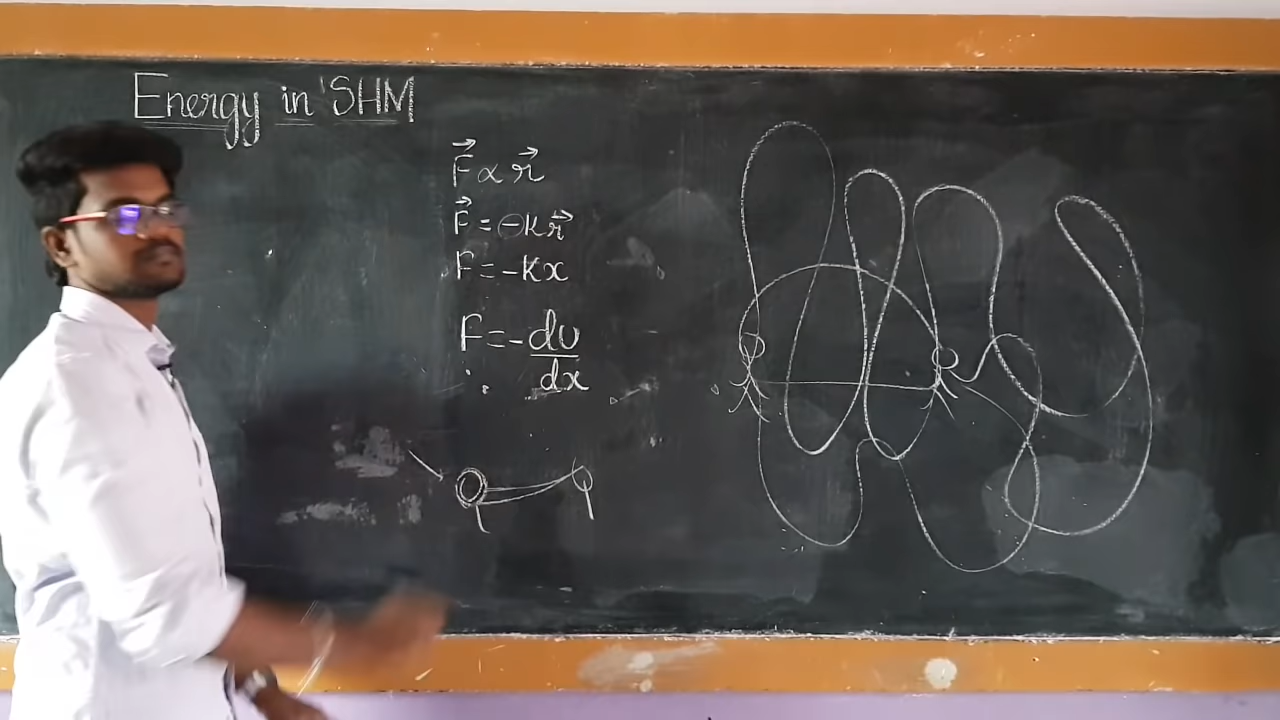 Energy in SHM
F⃗ ∝ r⃗
F⃗ = -Kr⃗
F = -Kx
F = -dU/dx